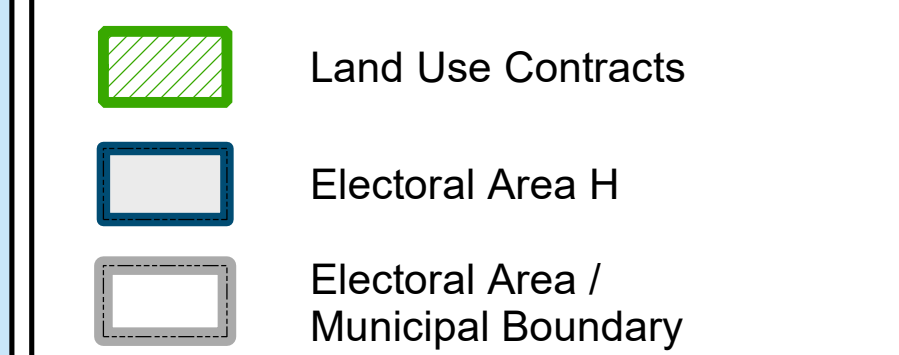 Land Use Contracts
Electoral Area H
Electoral Area /
Municipal Boundary